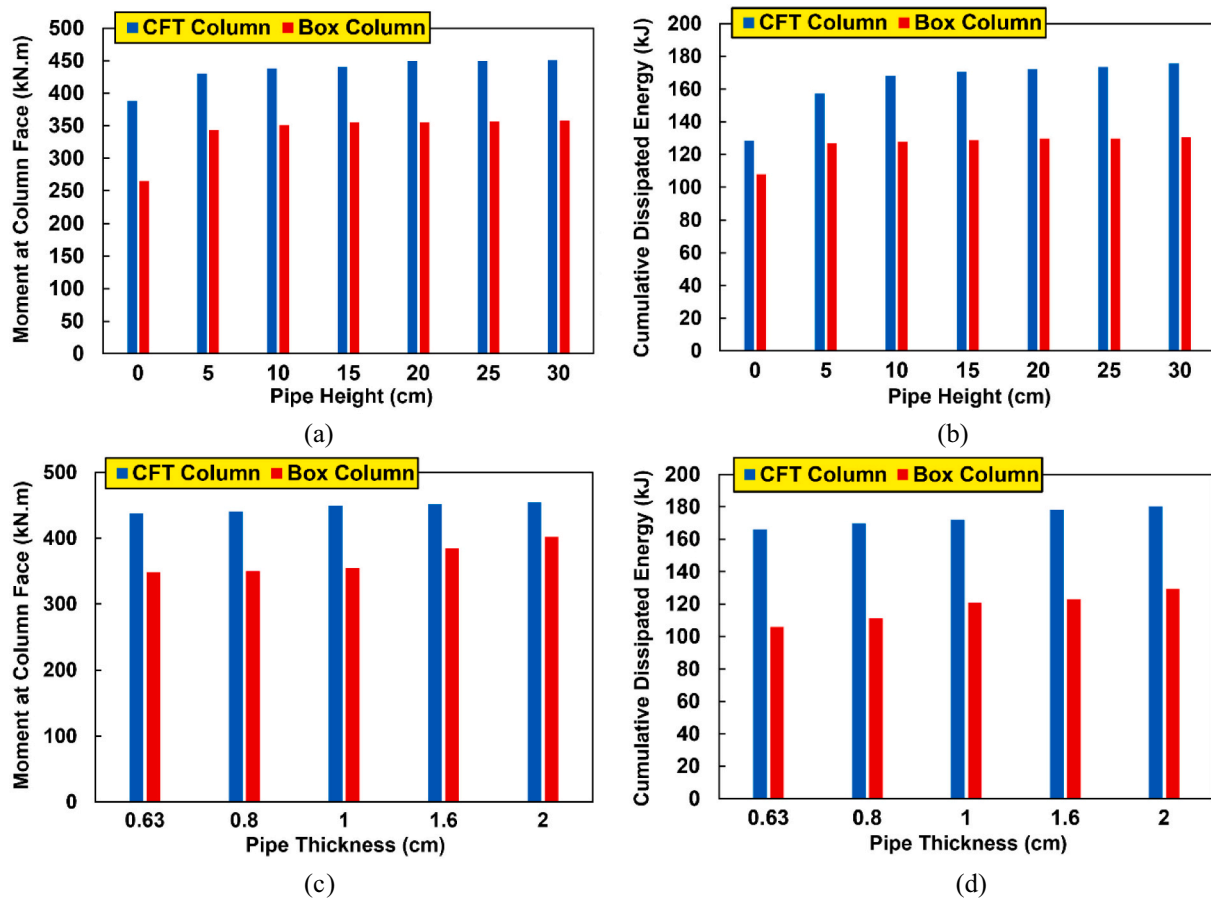 CFT Column Box Column
Moment at Column Face (kN.m)
500
450
400
350
300
250
200
150
100
50
0
0 5 10 15 20 25 30
Pipe Height (cm)
(a)
CFT Column Box Column
Cumulative Dissipated Energy (kJ)
200
180
160
140
120
100
80
60
40
20
0
0 5 10 15 20 25 30
Pipe Height (cm)
(b)
CFT Column Box Column
Moment at Column Face (kN.m)
500
400
300
200
100
0
0.63 0.8 1 1.6 2
Pipe Thickness (cm)
(c)
CFT Column Box Column
Cumulative Dissipated Energy (kJ)
200
180
160
140
120
100
80
60
40
20
0
0.63 0.8 1 1.6 2
Pipe Thickness (cm)
(d)